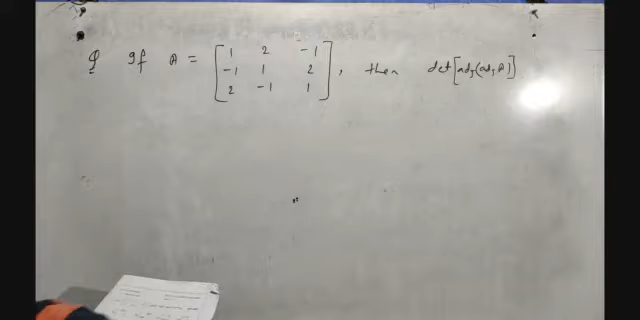 Q If A = [ 1 2 -1
-1 1 2
2 -1 1 ], then det[adj(adj A)]